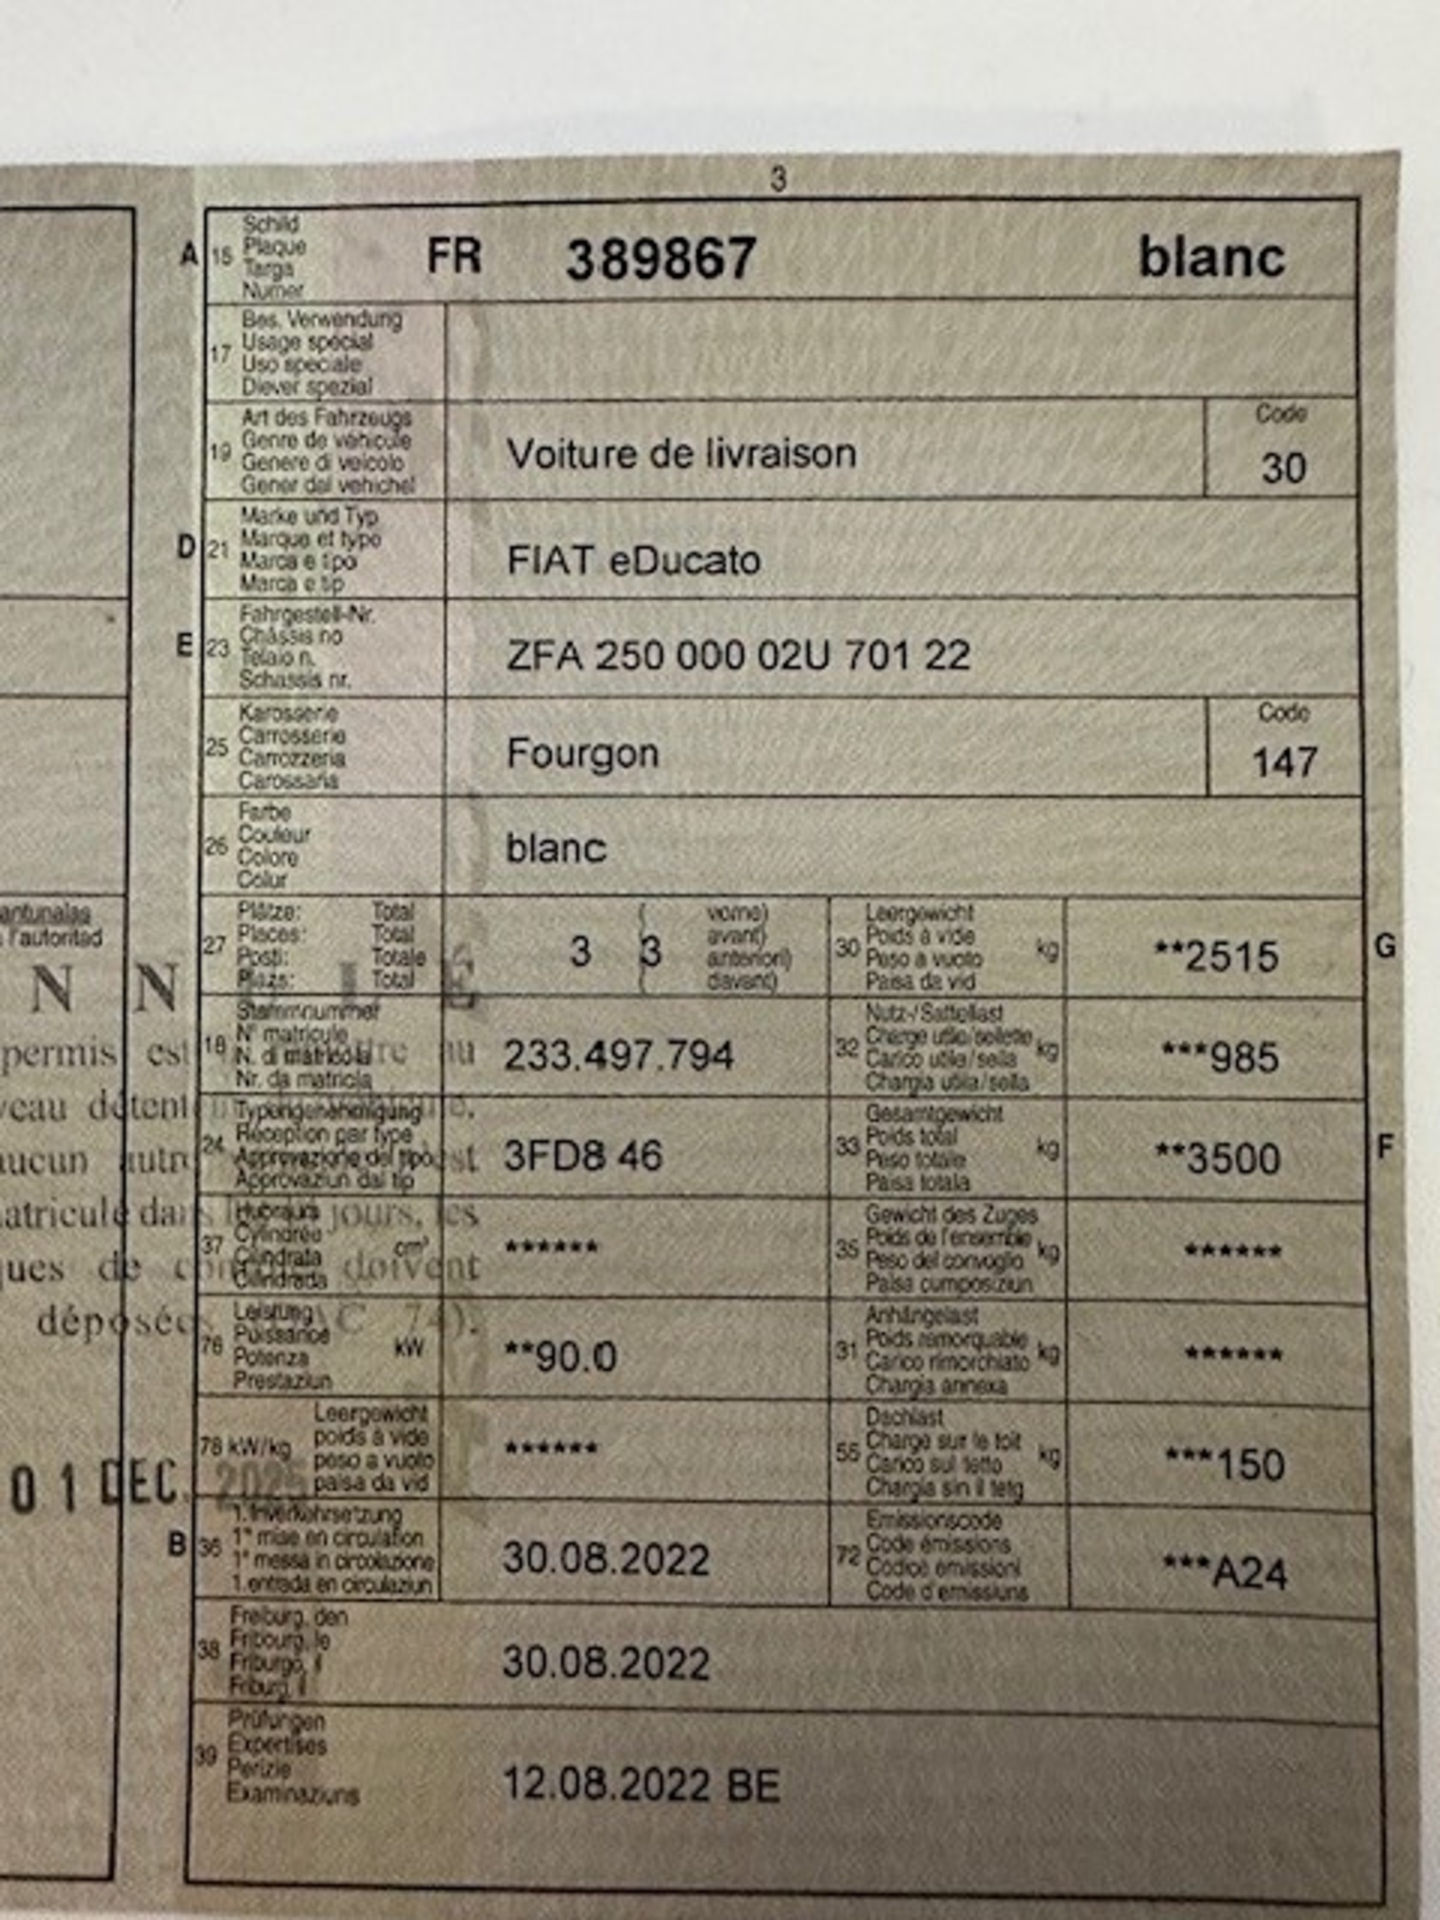 3
A 15 Schild
Plaque
Targa
Numer
FR 389867 blanc
17 Bes. Verwendung
Usage spécial
Uso speciale
Diever spezial
19 Art des Fahrzeugs
Genre de véhicule
Genere di veicolo
Gener dal vehichel
Voiture de livraison
Code
30
D 21 Marke und Typ
Marque et type
Marca e tipo
Marca e tip
FIAT eDucato
E 23 Fahrgestell-Nr.
Châssis no
Telaio n.
Schassis nr.
ZFA 250 000 02U 701 22
25 Karosserie
Carrosserie
Carrozzeria
Carossaria
Fourgon
Code
147
26 Farbe
Couleur
Colore
Colur
blanc
27 Plätze: Total
Places: Total
Posti: Totale
Plazs: Total
3 ( 3 vorne)
avant)
anteriori)
davant)
30 Leergewicht
Poids à vide
Peso a vuoto
Paisa da vid
kg
**2515
G
18 Stammnummer
N° matricule
N. di matricola
Nr. da matricla
233.497.794
32 Nutz-/Sattellast
Charge utile/sellette
Carico utile/sella
Chargia utila/sella
kg
***985
24 Typengenehmigung
Réception par type
Approvazione del tipo
Approvaziun dal tip
3FD8 46
33 Gesamtgewicht
Poids total
Peso totale
Paisa totala
kg
**3500
F
37 Hubraum
Cylindrée
Cilindrata
Cilindrada
cm³
******
35 Gewicht des Zuges
Poids de l'ensemble
Peso del convoglio
Paisa cumposiziun
kg
******
76 Leistung
Puissance
Potenza
Prestaziun
kW
**90.0
31 Anhängelast
Poids remorquable
Carico rimorchiato
Chargia annexa
kg
******
78 kW/kg Leergewicht
poids à vide
peso a vuoto
paisa da vid
******
55 Dachlast
Charge sur le toit
Carico sul tetto
Chargia sin il tetg
kg
***150
B 36 1. Inverkehrsetzung
1re mise en circulation
1a messa in circolazione
1. entrada en circulaziun
30.08.2022
72 Emissionscode
Code émissions
Codice emissioni
Code d'emissiuns
***A24
38 Freiburg, den
Fribourg, le
Friburgo, il
Friburg, il
30.08.2022
39 Prüfungen
Expertises
Perizie
Examinaziuns
12.08.2022 BE
l'autoritad
N N L É
permis est au
aucun
jours, les
ques de doivent
déposées
01 DEC. 2025